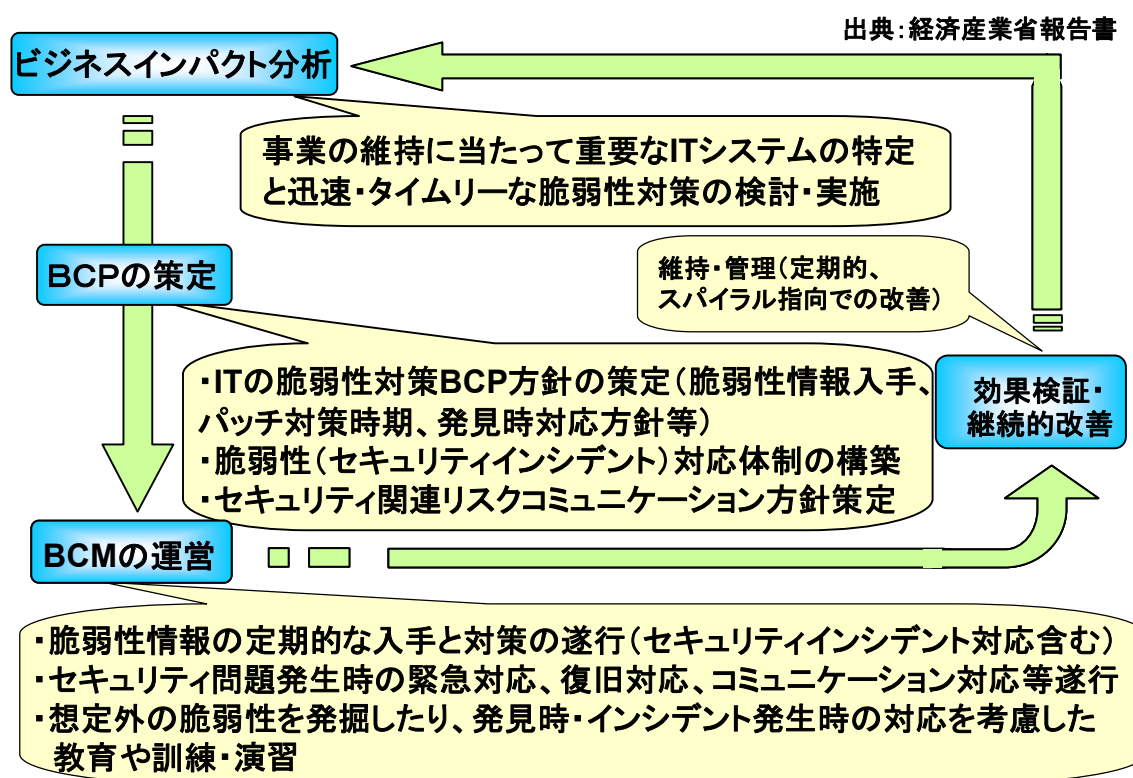 出典：経済産業省報告書
ビジネスインパクト分析
事業の維持に当たって重要なITシステムの特定
と迅速・タイムリーな脆弱性対策の検討・実施
BCPの策定
維持・管理（定期的、
スパイラル指向での改善）
・ITの脆弱性対策BCP方針の策定（脆弱性情報入手、
パッチ対策時期、発見時対応方針等）
・脆弱性（セキュリティインシデント）対応体制の構築
・セキュリティ関連リスクコミュニケーション方針策定
効果検証・
継続的改善
BCMの運営
・脆弱性情報の定期的な入手と対策の遂行（セキュリティインシデント対応含む）
・セキュリティ問題発生時の緊急対応、復旧対応、コミュニケーション対応等遂行
・想定外の脆弱性を発掘したり、発見時・インシデント発生時の対応を考慮した
教育や訓練・演習